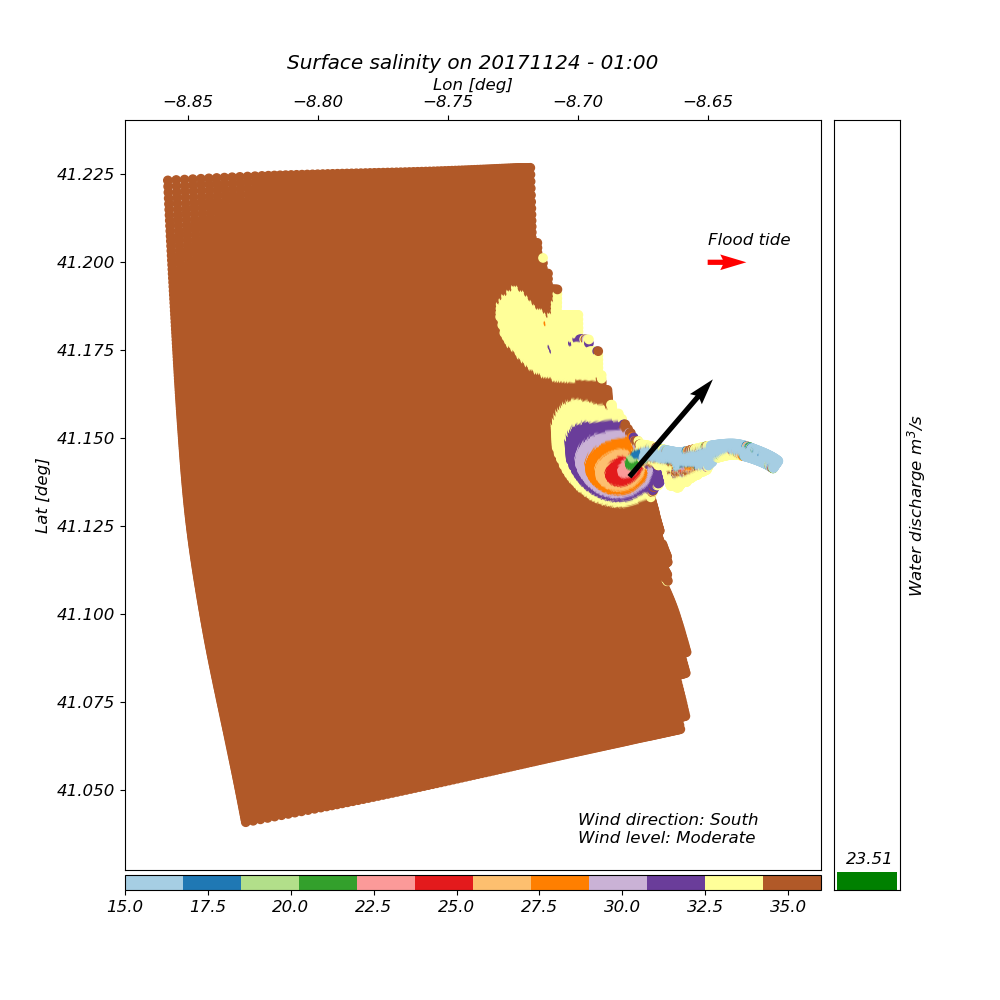 Surface salinity on 20171124 - 01:00
Lon [deg]
−8.85 −8.80 −8.75 −8.70 −8.65
41.225
41.200
41.175
41.150
41.125
41.100
41.075
41.050
Lat [deg]
Flood tide
Wind direction: South
Wind level: Moderate
Water discharge m³/s
23.51
15.0 17.5 20.0 22.5 25.0 27.5 30.0 32.5 35.0